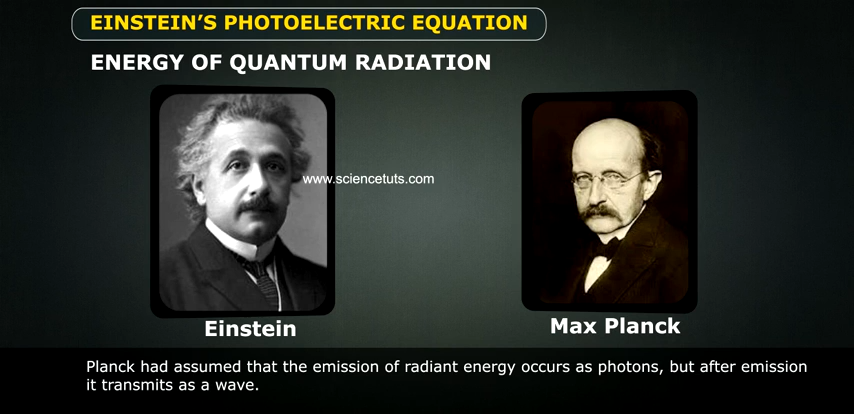 EINSTEIN'S PHOTOELECTRIC EQUATION
ENERGY OF QUANTUM RADIATION
www.sciencetuts.com
Einstein
Max Planck
Planck had assumed that the emission of radiant energy occurs as photons, but after emission
it transmits as a wave.